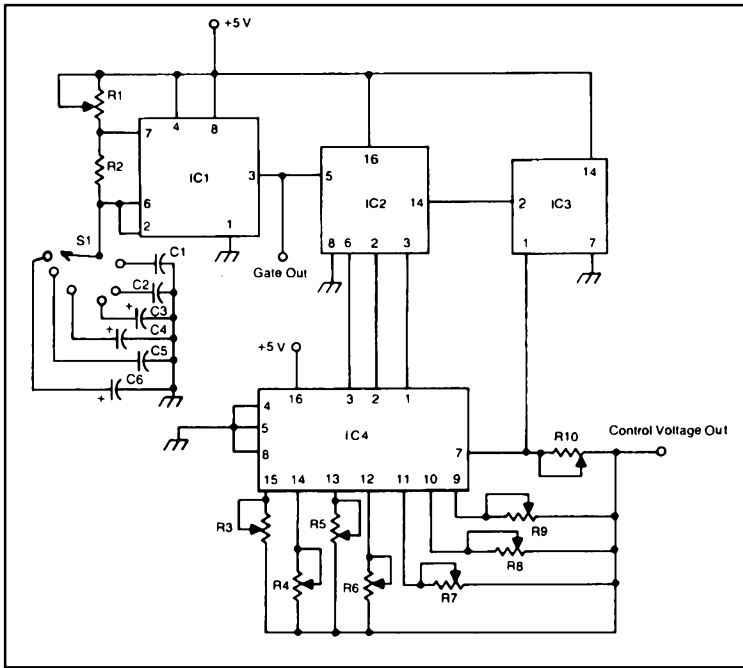 +5 V
R1
7
4
8
R2
IC1
3
6
2
1
S1
C1
C2
+
C3
+
C4
C5
+
C6
Gate Out
16
5
IC2
14
8
6
2
3
14
2
IC3
1
7
+5 V
16
3
2
1
4
5
8
IC4
7
15
14
13
12
11
10
9
R10
Control Voltage Out
R3
R4
R5
R6
R7
R8
R9